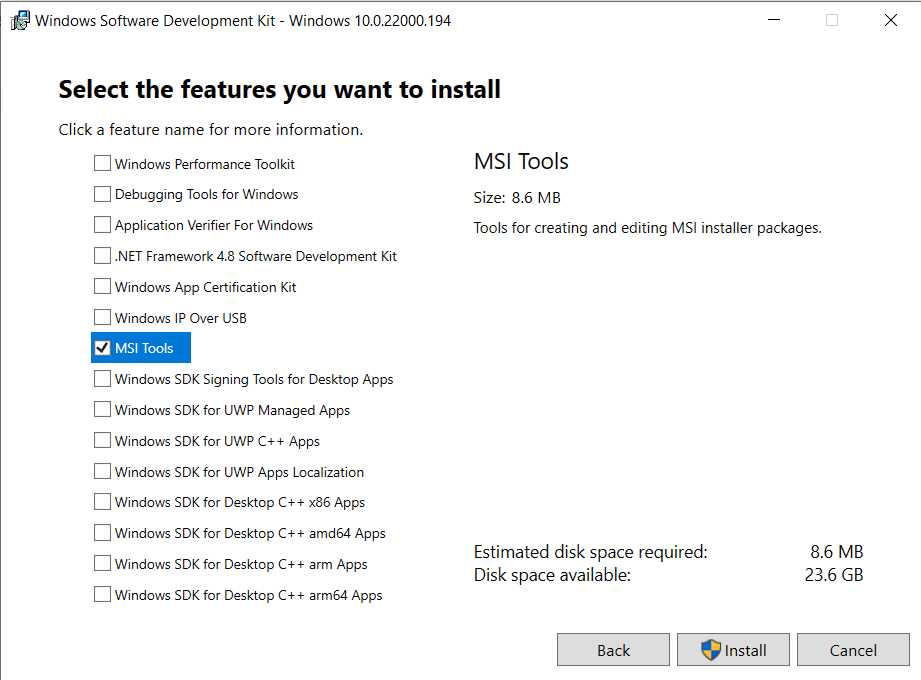 Windows Software Development Kit - Windows 10.0.22000.194
Select the features you want to install
Click a feature name for more information.
Windows Performance Toolkit
Debugging Tools for Windows
Application Verifier For Windows
.NET Framework 4.8 Software Development Kit
Windows App Certification Kit
Windows IP Over USB
MSI Tools
Windows SDK Signing Tools for Desktop Apps
Windows SDK for UWP Managed Apps
Windows SDK for UWP C++ Apps
Windows SDK for UWP Apps Localization
Windows SDK for Desktop C++ x86 Apps
Windows SDK for Desktop C++ amd64 Apps
Windows SDK for Desktop C++ arm Apps
Windows SDK for Desktop C++ arm64 Apps
MSI Tools
Size: 8.6 MB
Tools for creating and editing MSI installer packages.
Estimated disk space required: 8.6 MB
Disk space available: 23.6 GB
Back Install Cancel